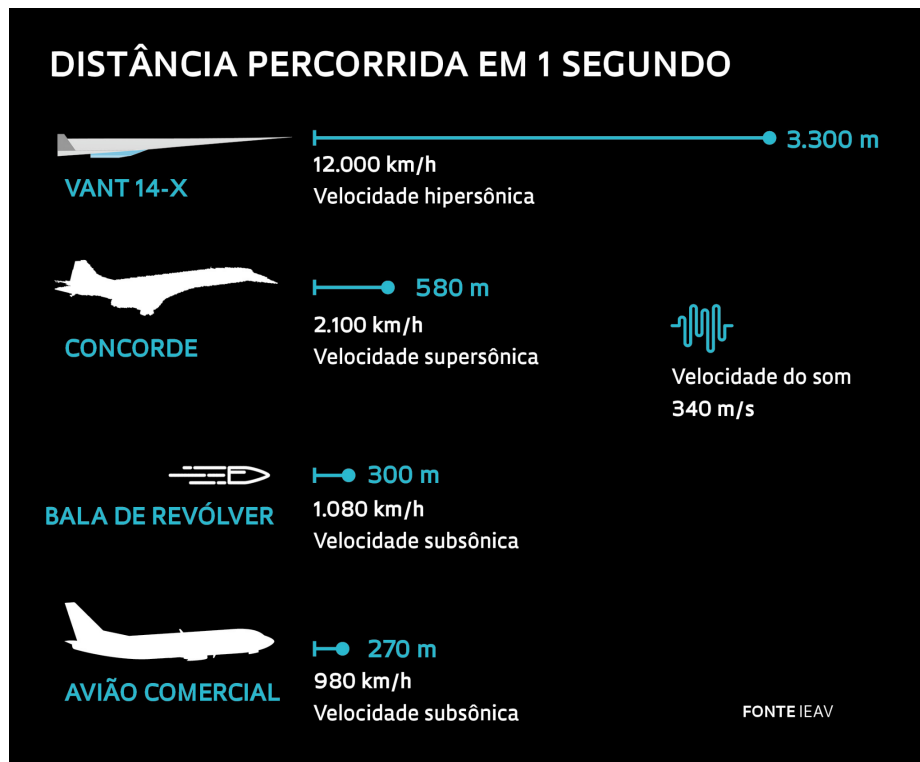 DISTÂNCIA PERCORRIDA EM 1 SEGUNDO
VANT 14-X
3.300 m
12.000 km/h
Velocidade hipersônica
CONCORDE
580 m
2.100 km/h
Velocidade supersônica
Velocidade do som
340 m/s
BALA DE REVÓLVER
300 m
1.080 km/h
Velocidade subsônica
AVIÃO COMERCIAL
270 m
980 km/h
Velocidade subsônica
FONTE IEAV